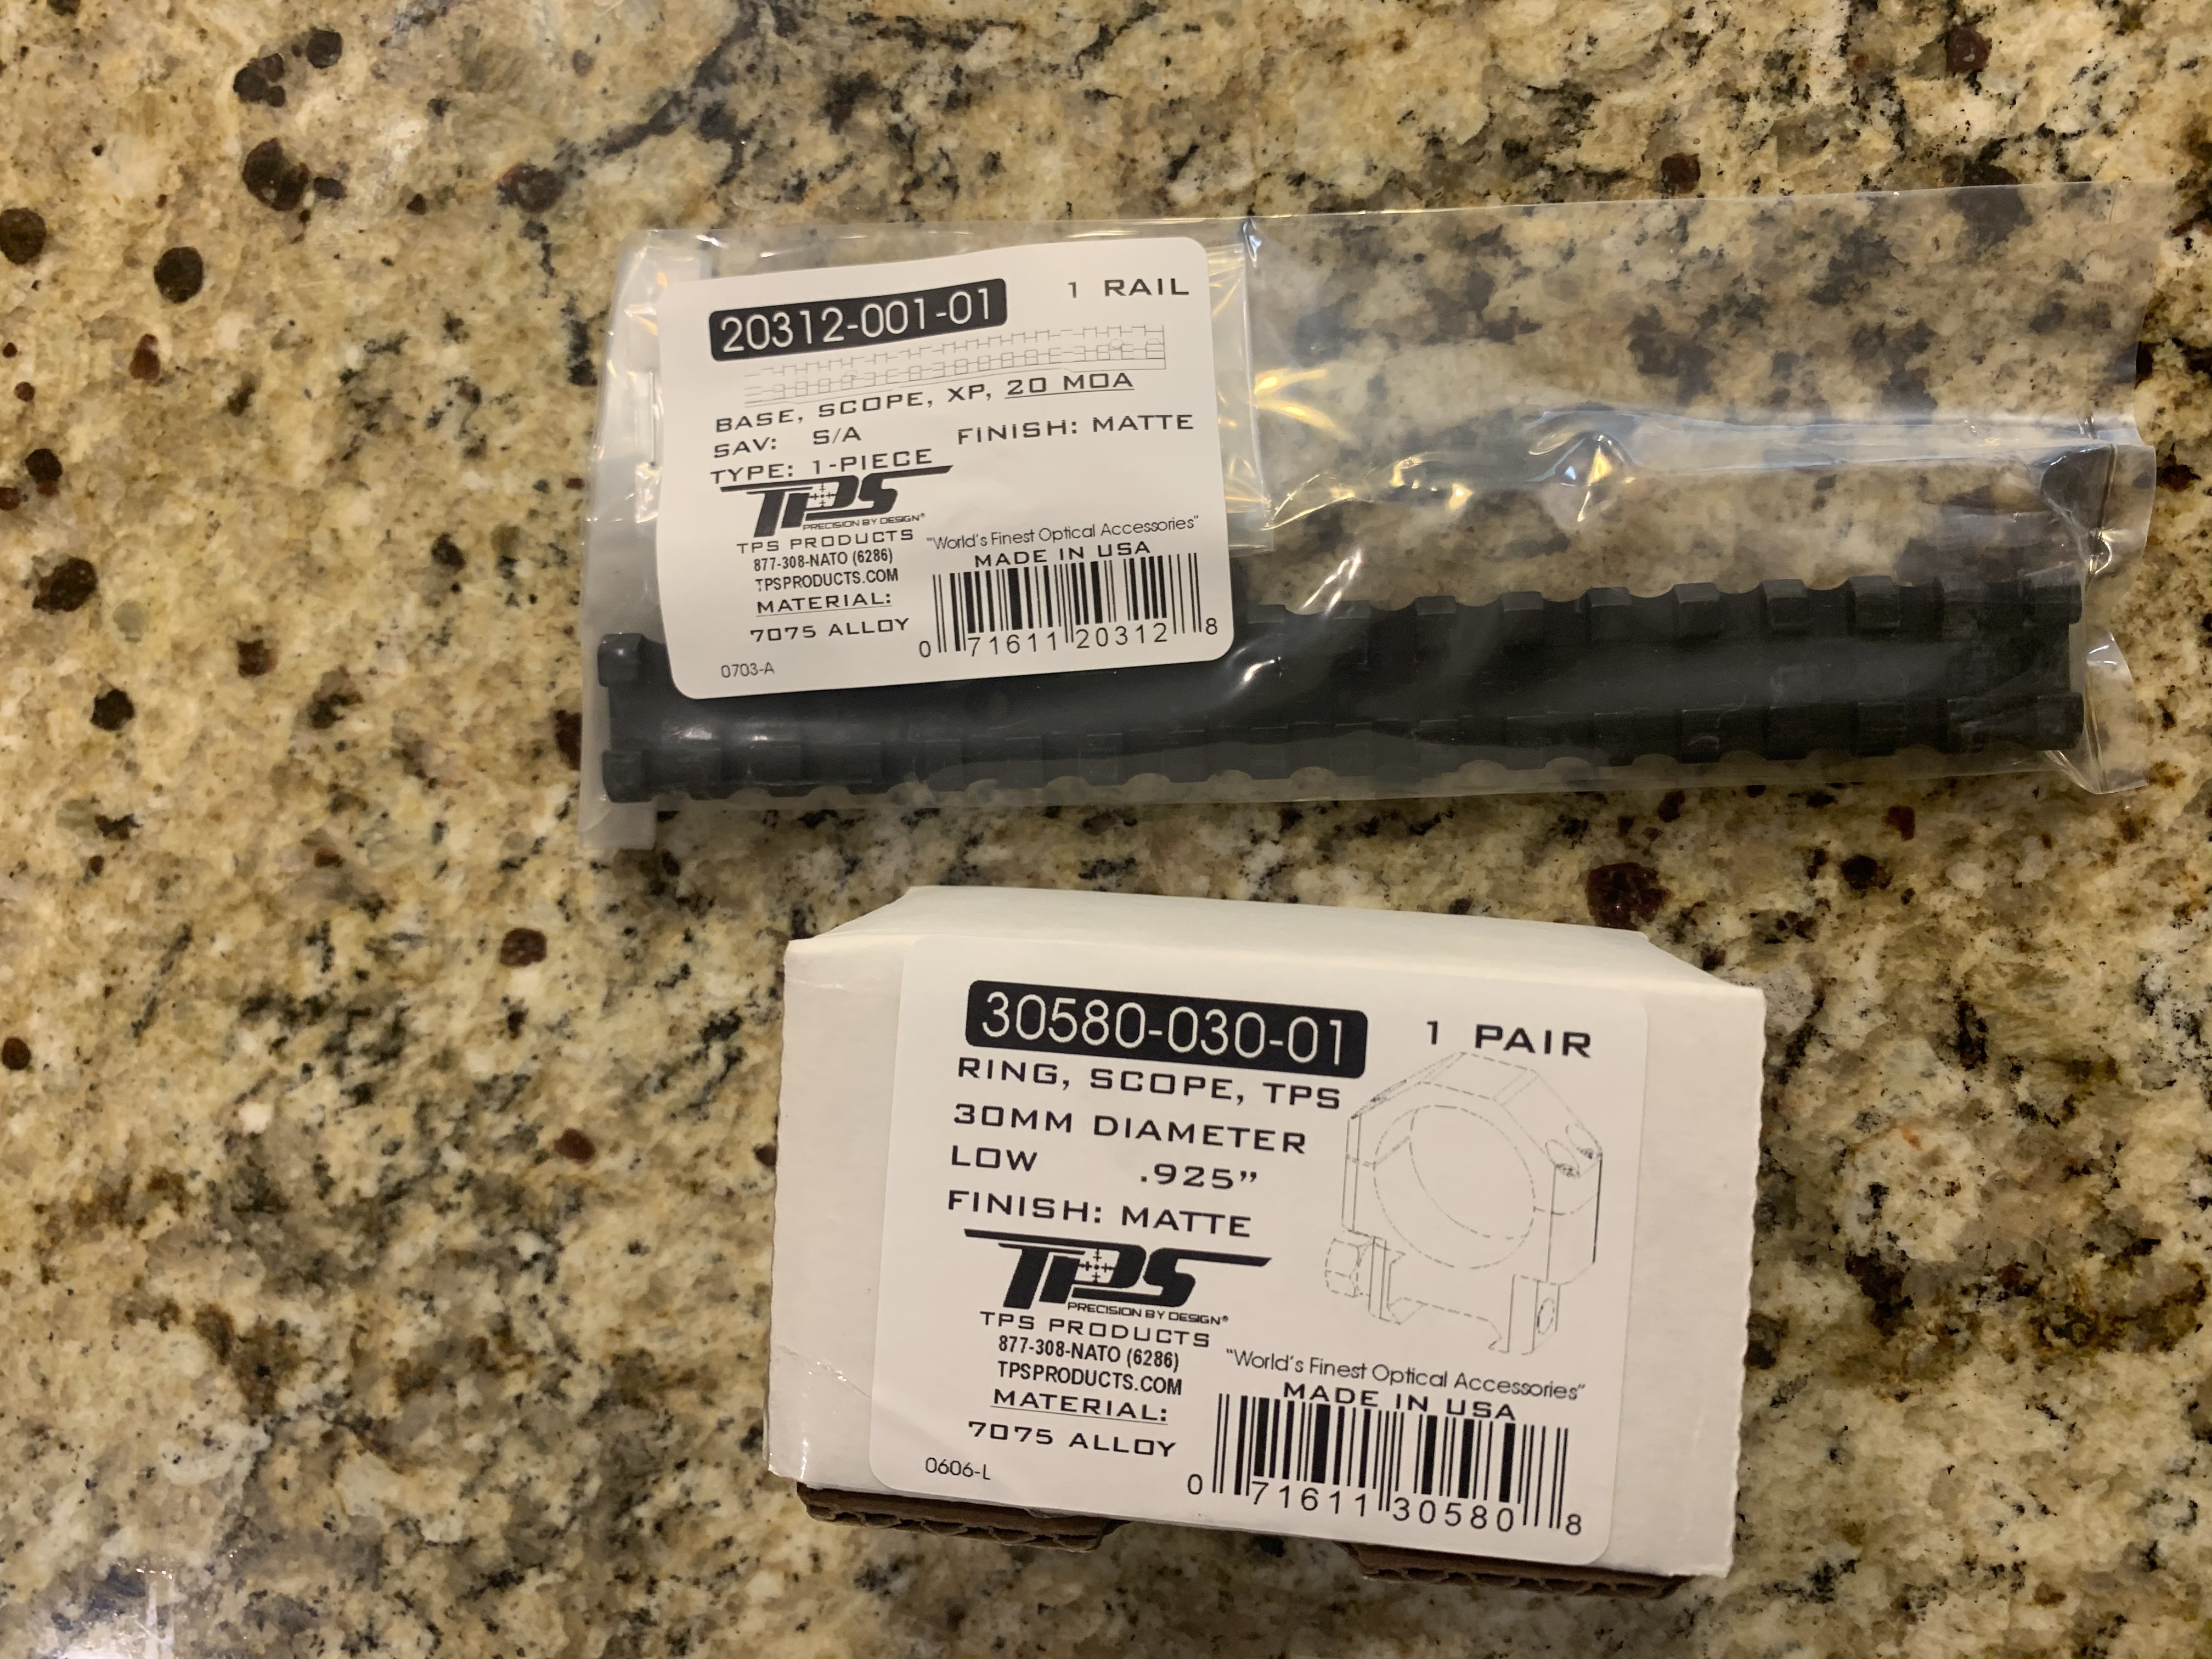 20312-001-01 1 RAIL
BASE, SCOPE, XP, 20 MOA
SAV: S/A FINISH: MATTE
TYPE: 1-PIECE
TPS
PRECISION BY DESIGN®
TPS PRODUCTS "World's Finest Optical Accessories"
877-308-NATO (6286) MADE IN USA
TPSPRODUCTS.COM
MATERIAL:
7075 ALLOY
0 71611 20312 8
0703-A
30580-030-01 1 PAIR
RING, SCOPE, TPS
30MM DIAMETER
LOW .925"
FINISH: MATTE
TPS
PRECISION BY DESIGN®
TPS PRODUCTS
877-308-NATO (6286) "World's Finest Optical Accessories"
TPSPRODUCTS.COM MADE IN USA
MATERIAL:
7075 ALLOY
0606-L 0 71611 30580 8